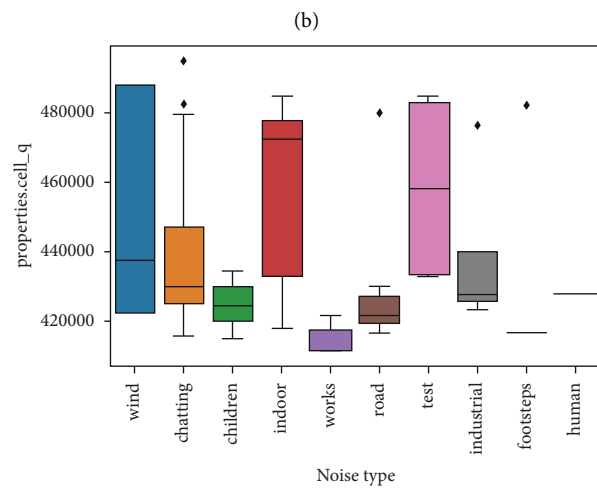 (b)
properties.cell_q
480000
460000
440000
420000
wind
chatting
children
indoor
works
road
test
industrial
footsteps
human
Noise type